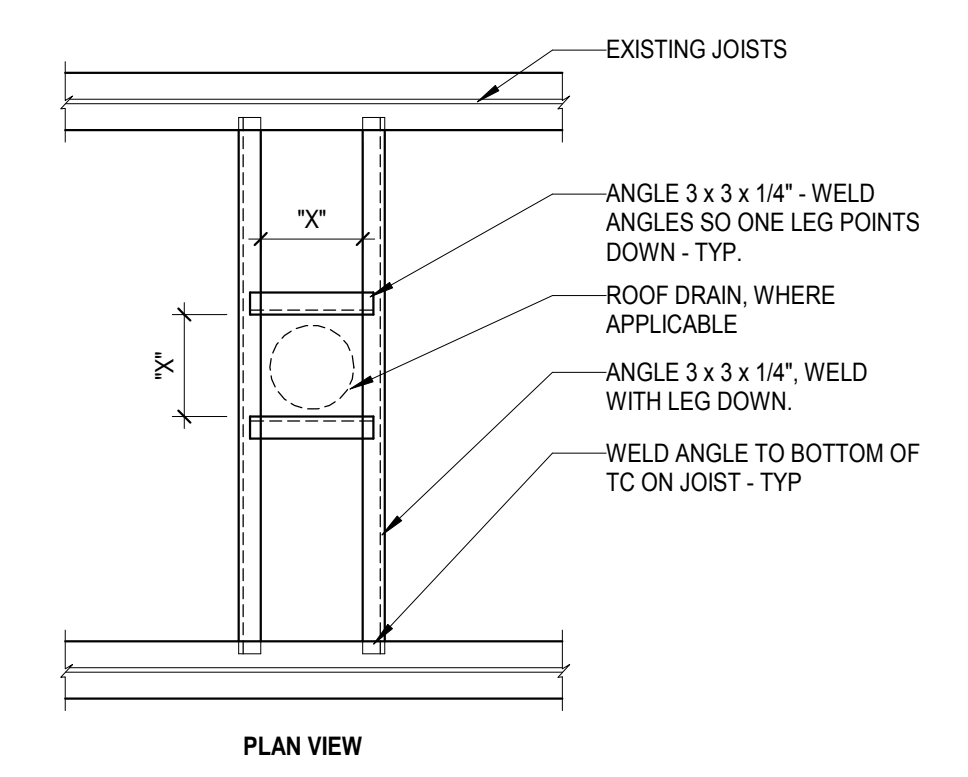 EXISTING JOISTS
ANGLE 3 x 3 x 1/4" - WELD
ANGLES SO ONE LEG POINTS
DOWN - TYP.
"X"
ROOF DRAIN, WHERE
APPLICABLE
"X"
ANGLE 3 x 3 x 1/4", WELD
WITH LEG DOWN.
WELD ANGLE TO BOTTOM OF
TC ON JOIST - TYP
PLAN VIEW